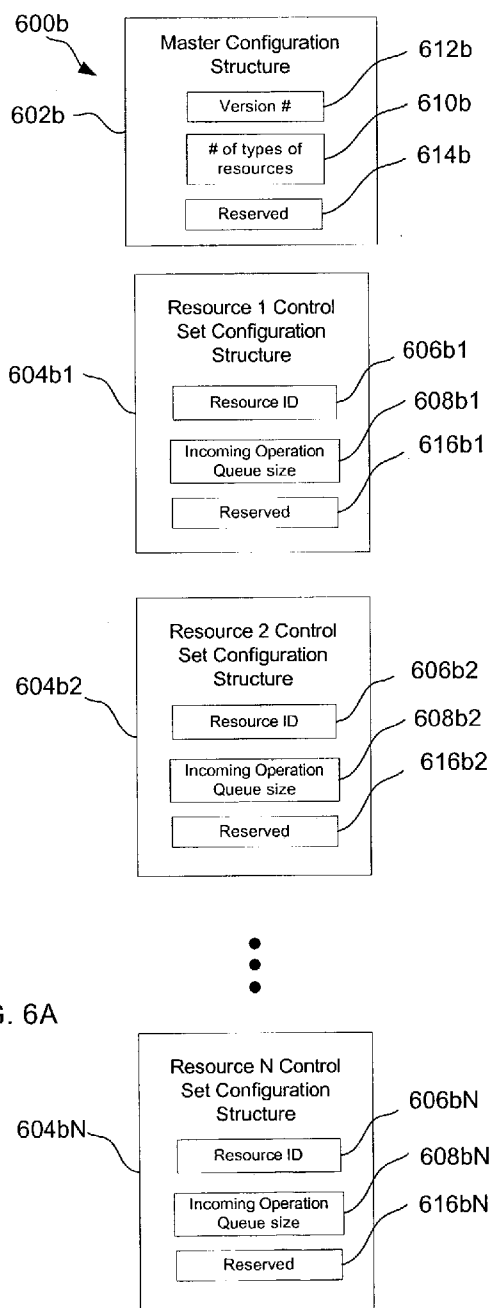 600b
Master Configuration
Structure
612b
Version #
610b
602b
# of types of
resources
614b
Reserved
Resource 1 Control
Set Configuration
Structure
606b1
604b1
Resource ID
608b1
Incoming Operation
Queue size
616b1
Reserved
Resource 2 Control
Set Configuration
Structure
606b2
604b2
Resource ID
608b2
Incoming Operation
Queue size
616b2
Reserved
. 6A
Resource N Control
Set Configuration
Structure
606bN
604bN
Resource ID
608bN
Incoming Operation
Queue size
616bN
Reserved